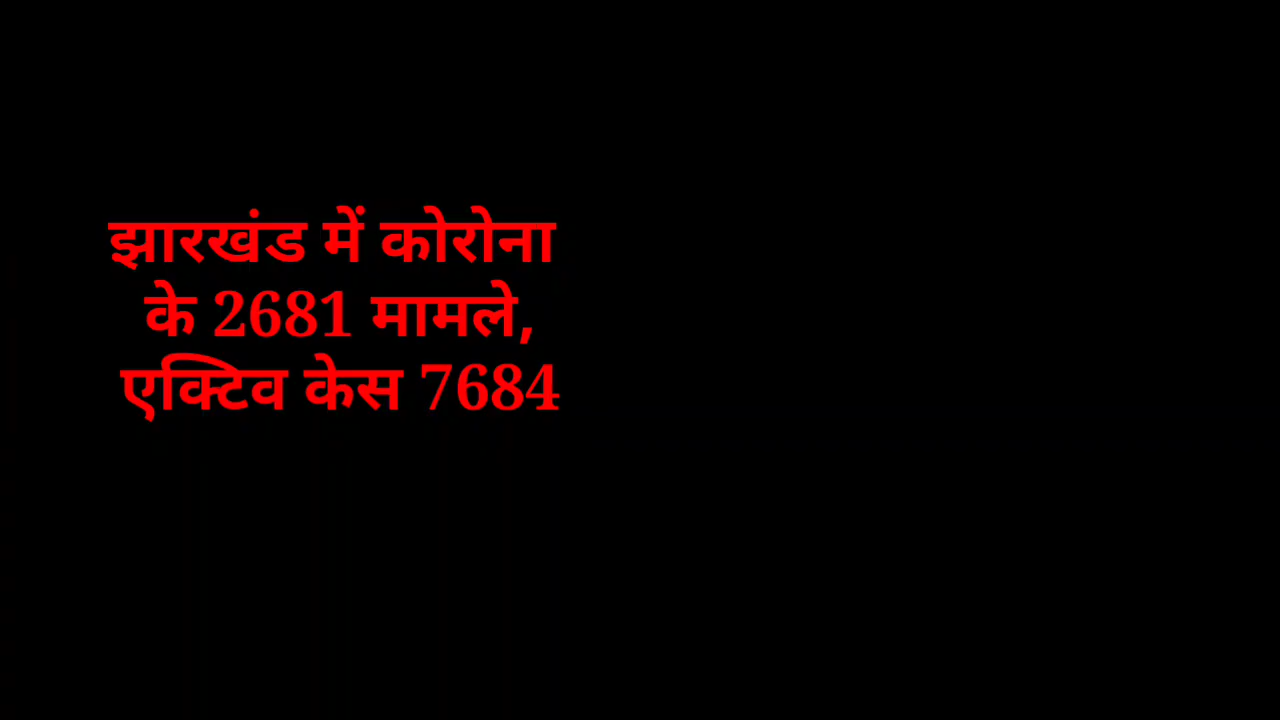 झारखंड में कोरोना
के 2681 मामले,
एक्टिव केस 7684